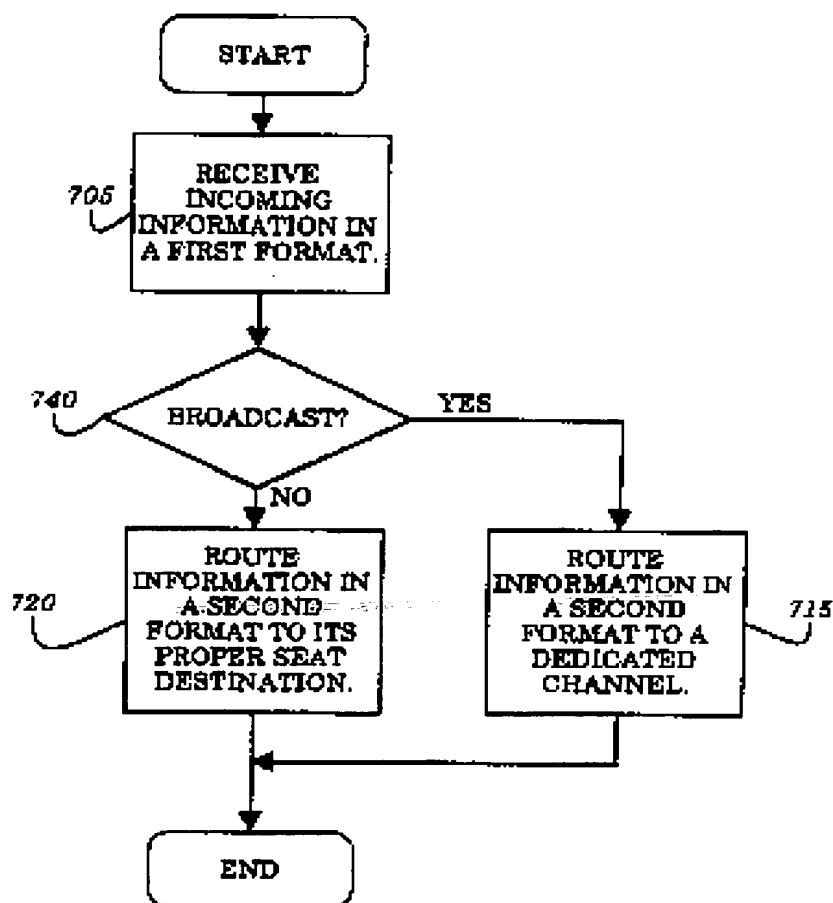 START
705
RECEIVE
INCOMING
INFORMATION IN
A FIRST FORMAT.
740
BROADCAST?
YES
NO
720
ROUTE
INFORMATION IN
A SECOND
FORMAT TO ITS
PROPER SEAT
DESTINATION.
ROUTE
INFORMATION IN
A SECOND
FORMAT TO A
DEDICATED
CHANNEL.
715
END